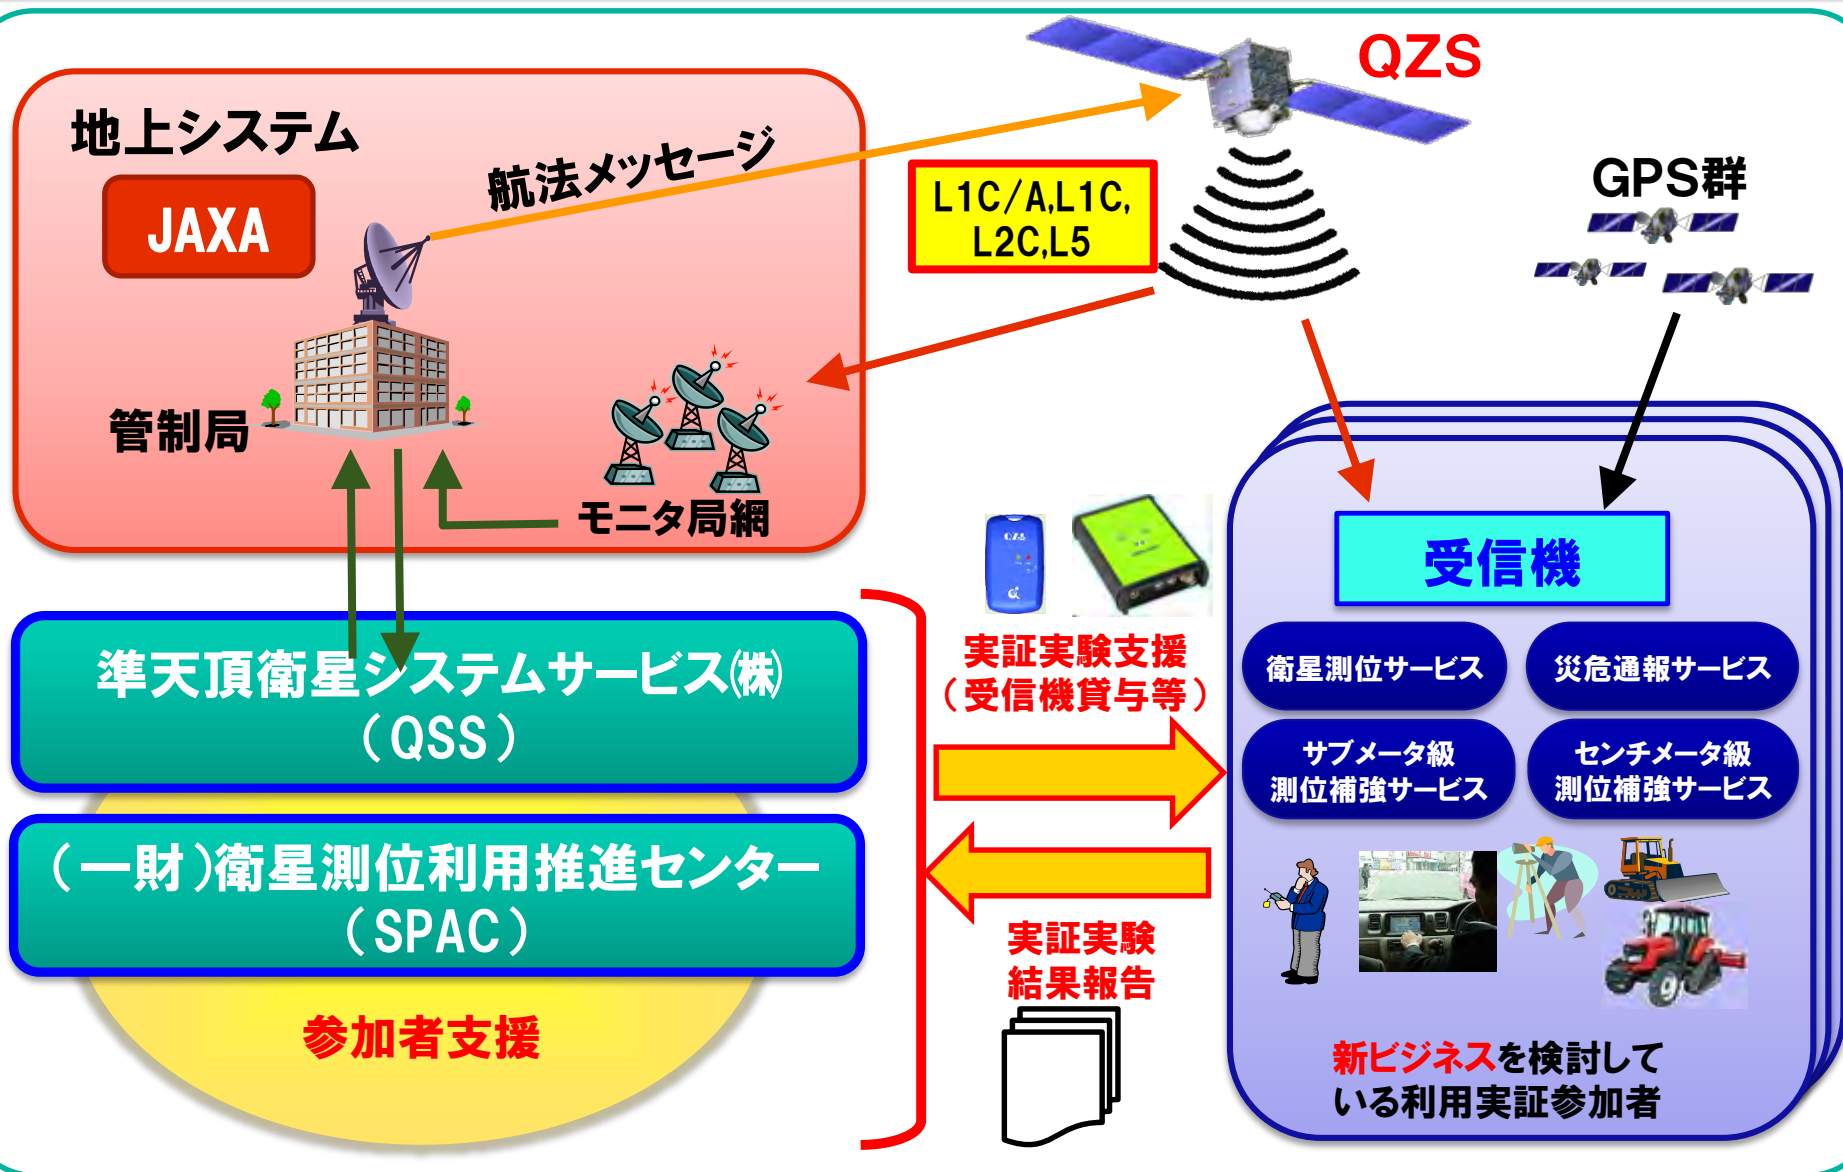 QZS
地上システム
JAXA
航法メッセージ
L1C/A,L1C,
L2C,L5
GPS群
管制局
モニタ局網
QZS
受信機
準天頂衛星システムサービス㈱
（QSS）
実証実験支援
（受信機貸与等）
衛星測位サービス
災危通報サービス
サブメータ級
測位補強サービス
センチメータ級
測位補強サービス
（一財）衛星測位利用推進センター
（SPAC）
実証実験
結果報告
参加者支援
新ビジネスを検討して
いる利用実証参加者